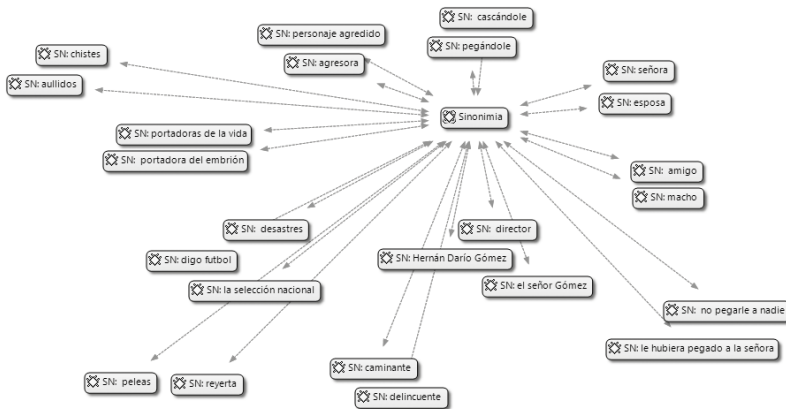 SN: cascándole
SN: personaje agredido
SN: pegándole
SN: chistes
SN: agresora
SN: señora
SN: aullidos
SN: esposa
Sinonimia
SN: portadoras de la vida
SN: portadora del embrión
SN: amigo
SN: macho
SN: desastres
SN: director
SN: digo futbol
SN: Hernán Darío Gómez
SN: el señor Gómez
SN: la selección nacional
SN: no pegarle a nadie
SN: le hubiera pegado a la señora
SN: caminante
SN: peleas
SN: reyerta
SN: delincuente